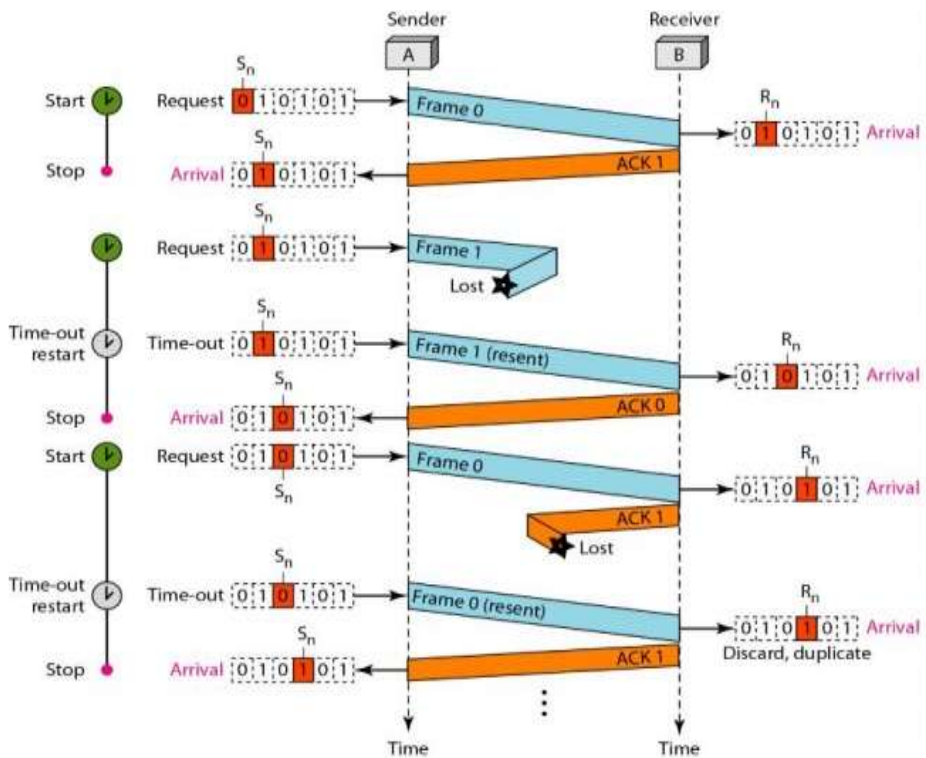 Sender
Receiver
A
B
Sn
Start
Request
0 1 0 1 0 1
Frame 0
Rn
0 1 0 1 0 1
Arrival
Sn
ACK 1
Stop
Arrival
0 1 0 1 0 1
Sn
Request
0 1 0 1 0 1
Frame 1
Lost
Sn
Time-out
restart
Time-out
0 1 0 1 0 1
Frame 1 (resent)
Rn
0 1 0 1 0 1
Arrival
Sn
ACK 0
Stop
Arrival
0 1 0 1 0 1
Start
Request
0 1 0 1 0 1
Frame 0
Sn
Rn
0 1 0 1 0 1
Arrival
ACK 1
Lost
Sn
Time-out
restart
Time-out
0 1 0 1 0 1
Frame 0 (resent)
Rn
0 1 0 1 0 1
Arrival
Discard, duplicate
Sn
ACK 1
Stop
Arrival
0 1 0 1 0 1
Time
Time